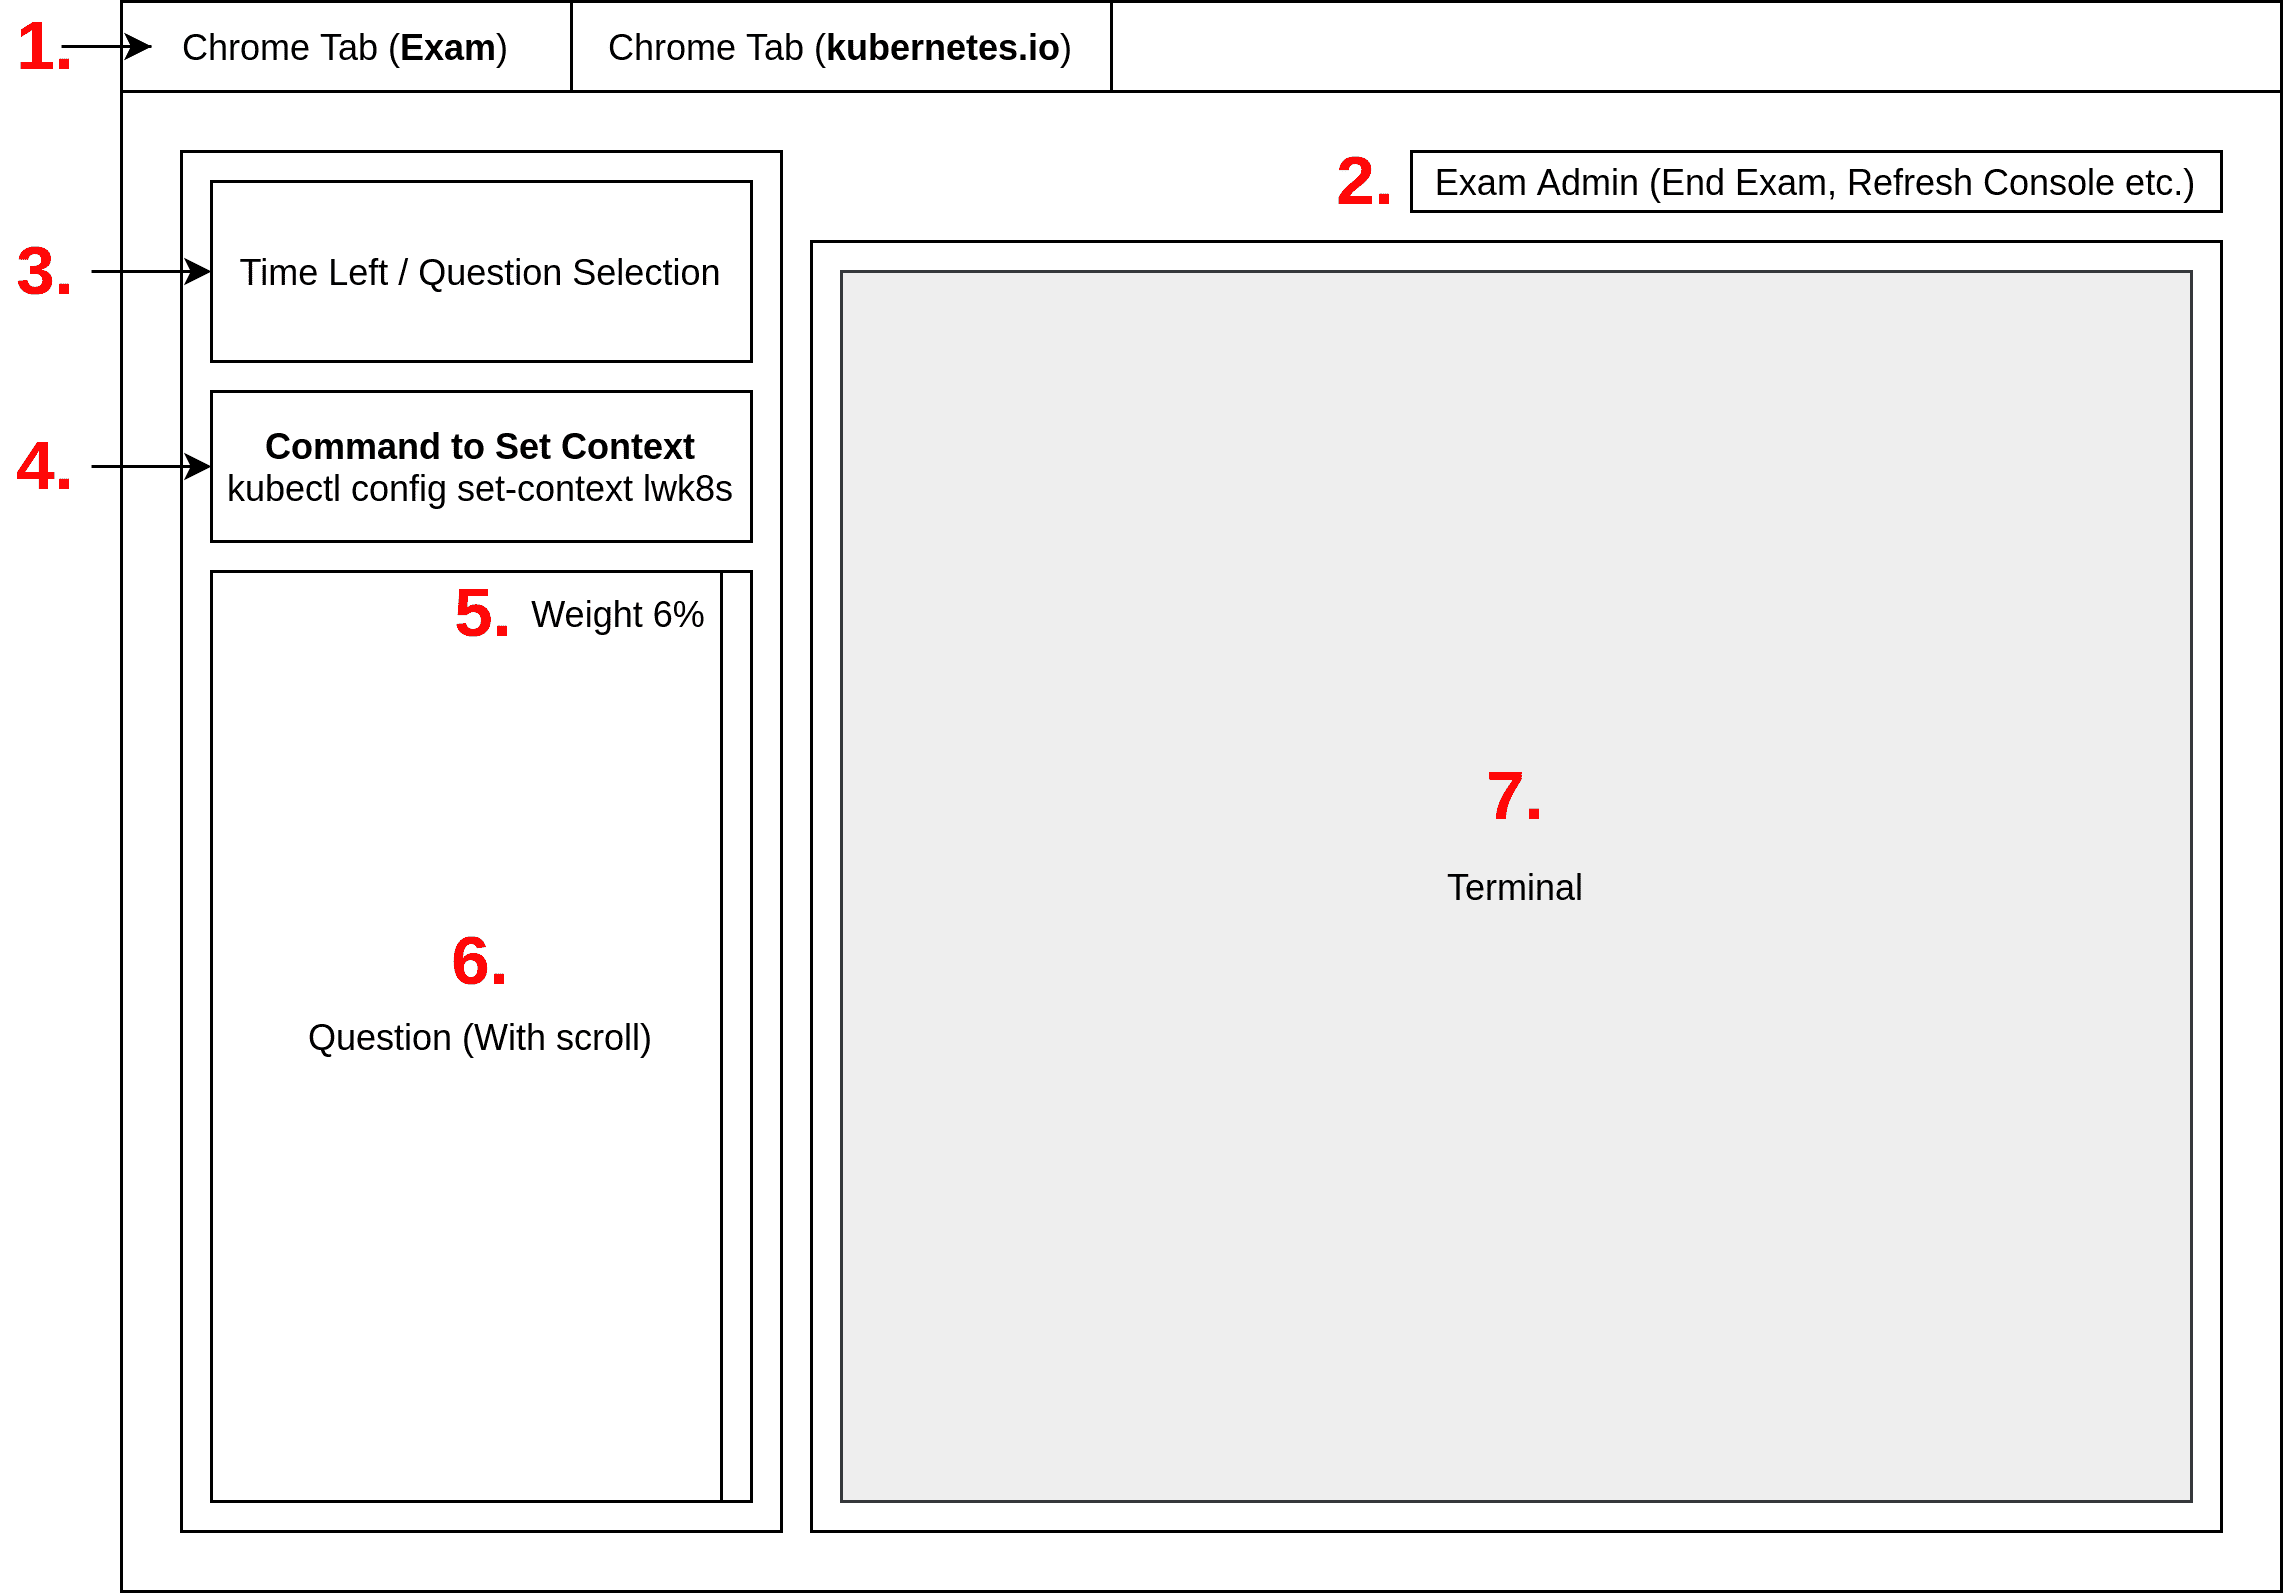 1. Chrome Tab (Exam) Chrome Tab (kubernetes.io)
2. Exam Admin (End Exam, Refresh Console etc.)
3. Time Left / Question Selection
4. Command to Set Context
kubectl config set-context lwk8s
5. Weight 6%
6.
Question (With scroll)
7.
Terminal